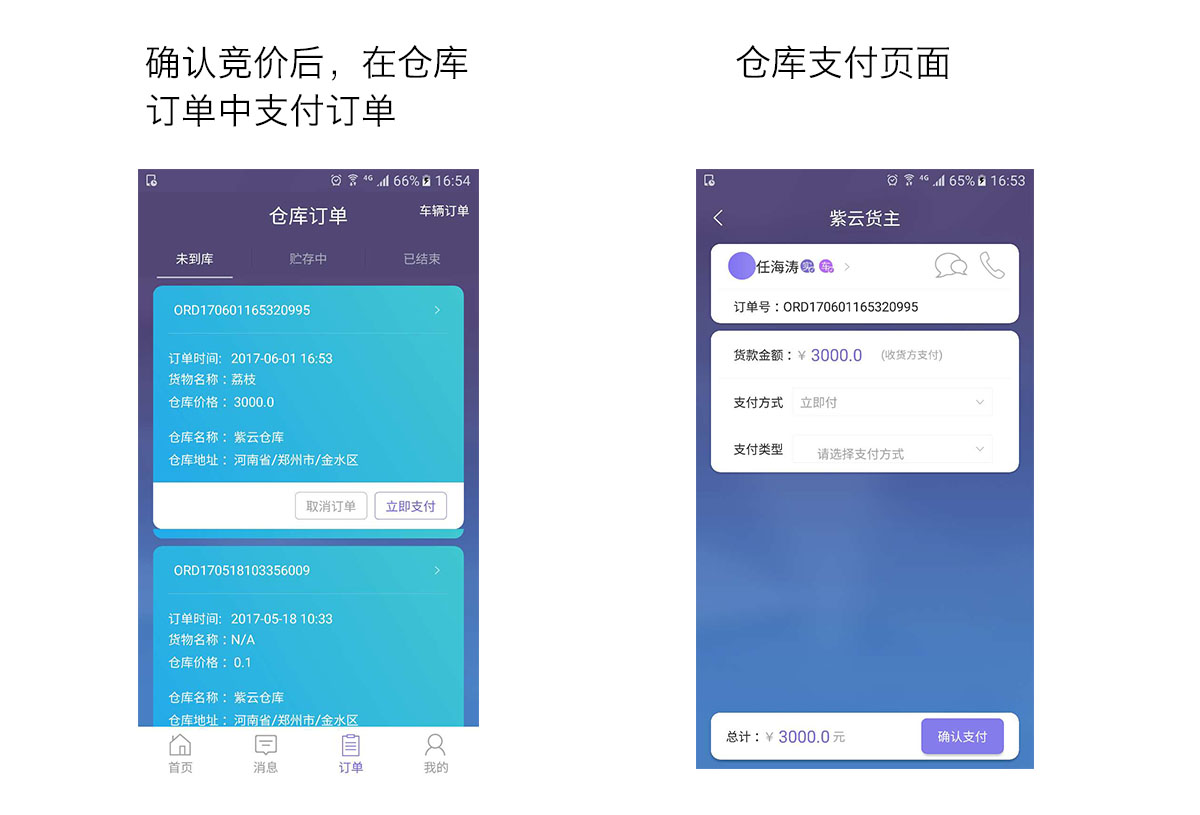 确认竞价后，在仓库
订单中支付订单
4G 66% 16:54
仓库订单
车辆订单
未到库 贮存中 已结束
ORD170601165320995
订单时间: 2017-06-01 16:53
货物名称：荔枝
仓库价格：3000.0
仓库名称：紫云仓库
仓库地址：河南省/郑州市/金水区
取消订单 立即支付
ORD170518103356009
订单时间: 2017-05-18 10:33
货物名称：N/A
仓库价格：0.1
仓库名称：紫云仓库
仓库地址：河南省/郑州市/金水区
首页 消息 订单 我的
仓库支付页面
4G 65% 16:53
紫云货主
任海涛 实 车
订单号：ORD170601165320995
货款金额：¥ 3000.0 (收货方支付)
支付方式 立即付
支付类型 请选择支付方式
总计：¥ 3000.0 元 确认支付